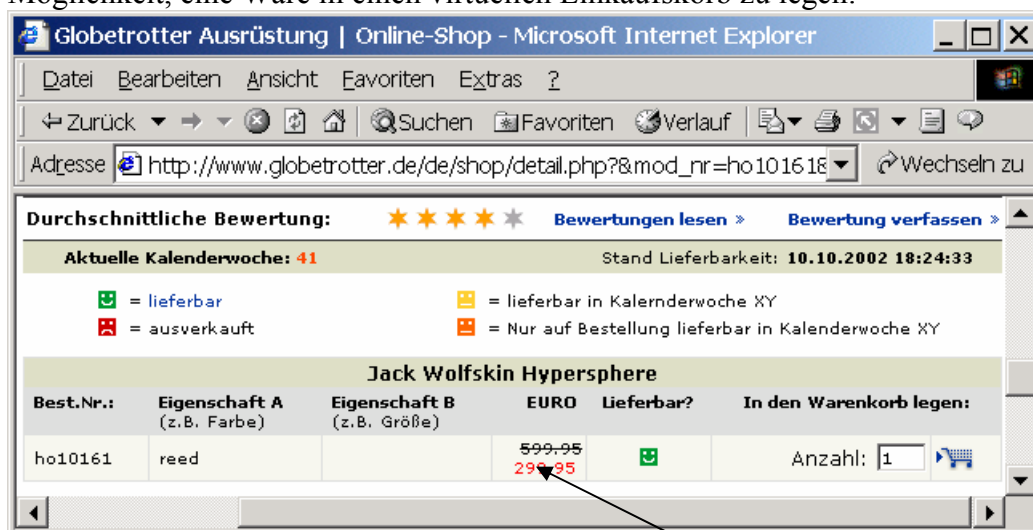 Möglichkeit, eine Ware in einen virtuellen Einkaufskorb zu legen:
Globetrotter Ausrüstung | Online-Shop - Microsoft Internet Explorer
Datei Bearbeiten Ansicht Favoriten Extras ?
Zurück Suchen Favoriten Verlauf
Adresse http://www.globetrotter.de/de/shop/detail.php?&mod_nr=ho101618 Wechseln zu
Durchschnittliche Bewertung: Bewertungen lesen » Bewertung verfassen »
Aktuelle Kalenderwoche: 41 Stand Lieferbarkeit: 10.10.2002 18:24:33
= lieferbar = lieferbar in Kalernderwoche XY
= ausverkauft = Nur auf Bestellung lieferbar in Kalenderwoche XY
Jack Wolfskin Hypersphere
Best.Nr.: Eigenschaft A Eigenschaft B EURO Lieferbar? In den Warenkorb legen:
(z.B. Farbe) (z.B. Größe)
ho10161 reed 599.95 Anzahl: 1
299.95